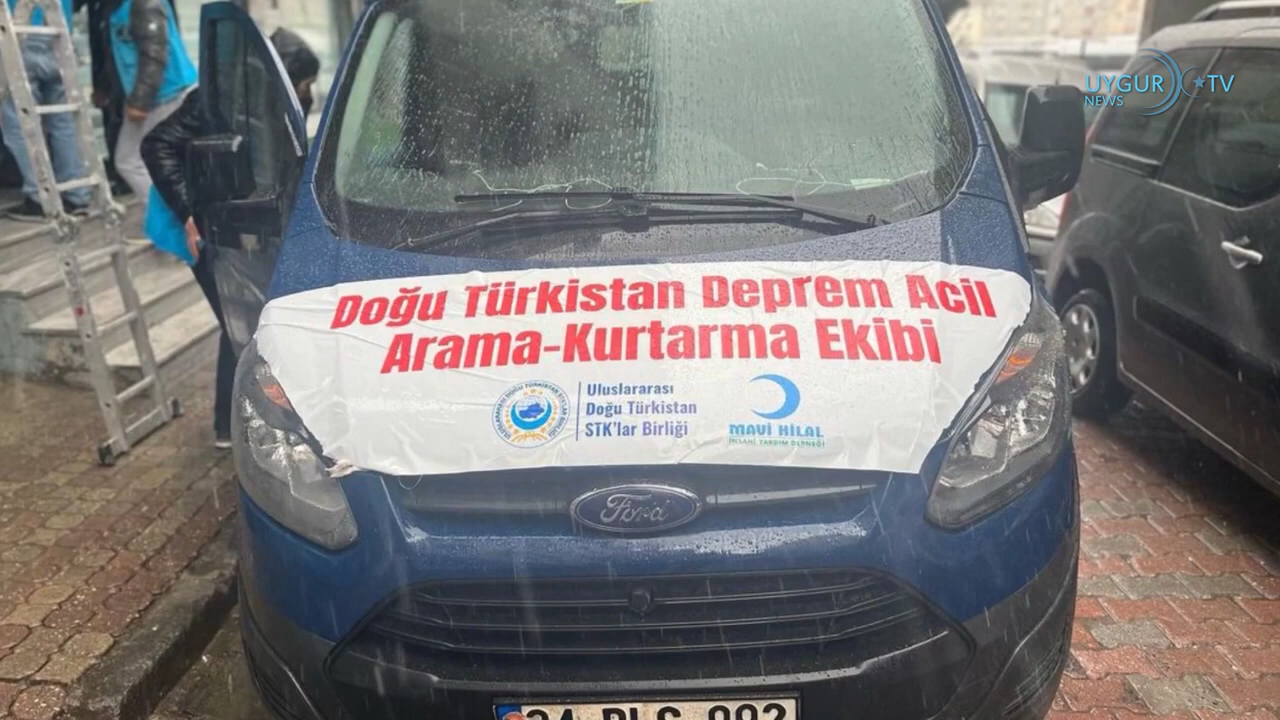 UYGUR TV
NEWS
Doğu Türkistan Deprem Acil
Arama-Kurtarma Ekibi
Uluslararası
Doğu Türkistan
STK'lar Birliği
MAVİ HİLAL
İNSANİ YARDIM DERNEĞİ
Ford